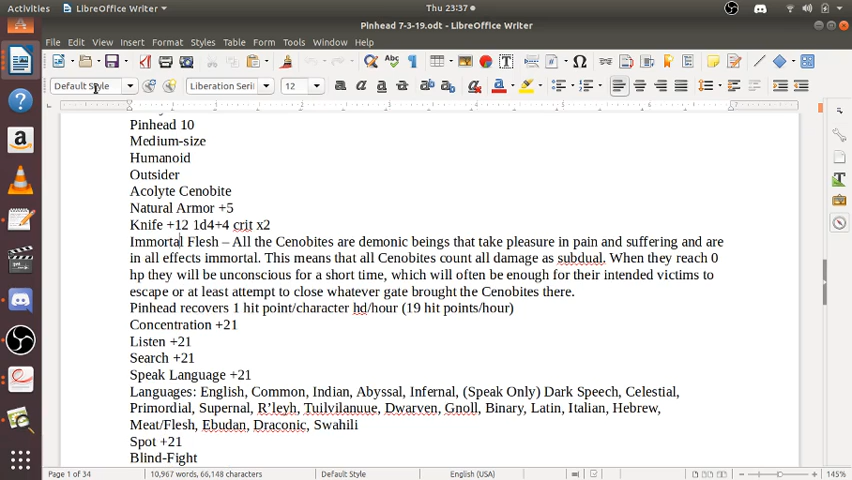 Activities
LibreOffice Writer
Thu 23:37
Pinhead 7-3-19.odt - LibreOffice Writer
File Edit View Insert Format Styles Table Form Tools Window Help
Default Style
Liberation Seri
12
Pinhead 10
Medium-size
Humanoid
Outsider
Acolyte Cenobite
Natural Armor +5
Knife +12 1d4+4 crit x2
Immortal Flesh – All the Cenobites are demonic beings that take pleasure in pain and suffering and are
in all effects immortal. This means that all Cenobites count all damage as subdual. When they reach 0
hp they will be unconscious for a short time, which will often be enough for their intended victims to
escape or at least attempt to close whatever gate brought the Cenobites there.
Pinhead recovers 1 hit point/character hd/hour (19 hit points/hour)
Concentration +21
Listen +21
Search +21
Speak Language +21
Languages: English, Common, Indian, Abyssal, Infernal, (Speak Only) Dark Speech, Celestial,
Primordial, Supernal, R'leyh, Tuilvilanuue, Dwarven, Gnoll, Binary, Latin, Italian, Hebrew,
Meat/Flesh, Ebudan, Draconic, Swahili
Spot +21
Blind-Fight
Page 1 of 34
10,967 words, 66,148 characters
Default Style
English (USA)
145%